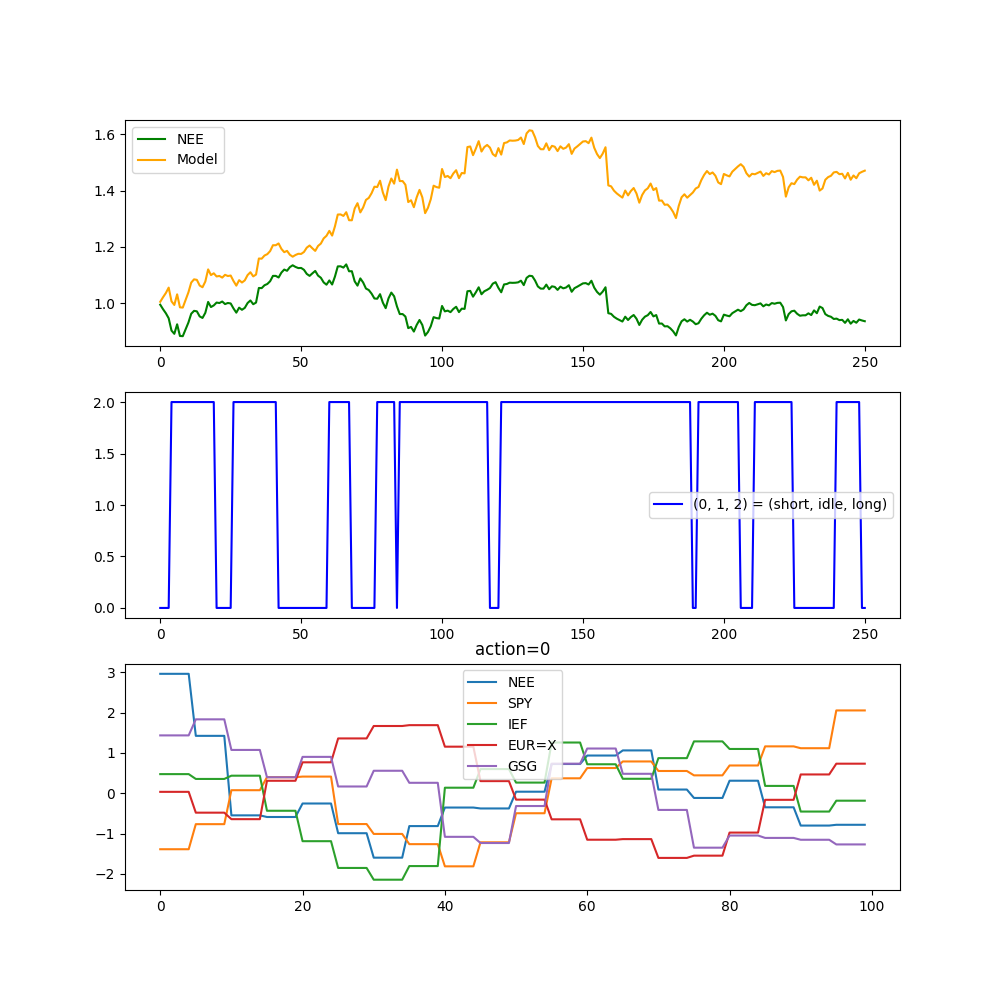 1.6
1.4
1.2
1.0
NEE
Model
0 50 100 150 200 250
2.0
1.5
1.0
0.5
0.0
(0, 1, 2) = (short, idle, long)
0 50 100 150 200 250
action=0
3
2
1
0
−1
−2
NEE
SPY
IEF
EUR=X
GSG
0 20 40 60 80 100